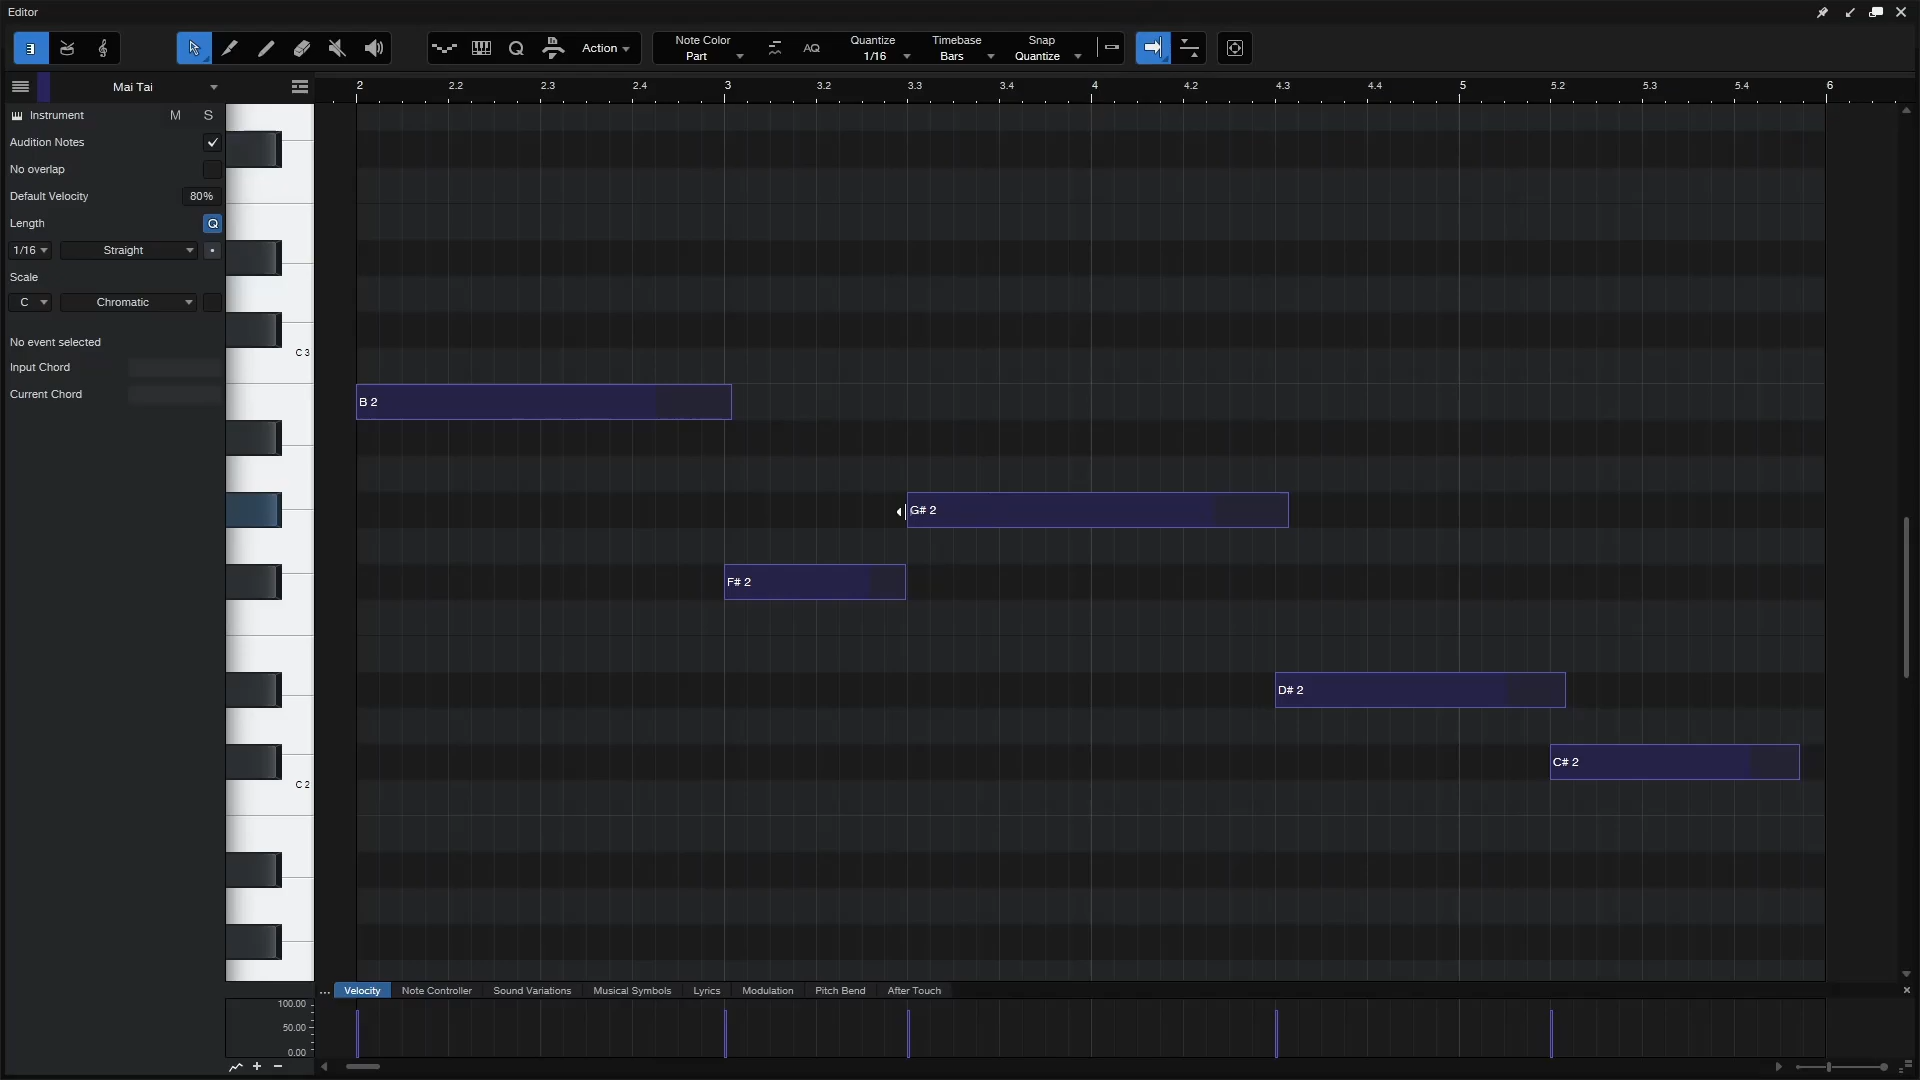 Editor
Action
Note Color
Part
AQ
Quantize
1/16
Timebase
Bars
Snap
Quantize
Mai Tai
2
2.2
2.3
2.4
3
3.2
3.3
3.4
4
4.2
4.3
4.4
5
5.2
5.3
5.4
6
Instrument
M
S
Audition Notes
No overlap
Default Velocity
80%
Length
Q
1/16
Straight
Scale
C
Chromatic
No event selected
Input Chord
Current Chord
C 3
B 2
G# 2
F# 2
D# 2
C# 2
C 2
...
Velocity
Note Controller
Sound Variations
Musical Symbols
Lyrics
Modulation
Pitch Bend
After Touch
100.00
50.00
0.00